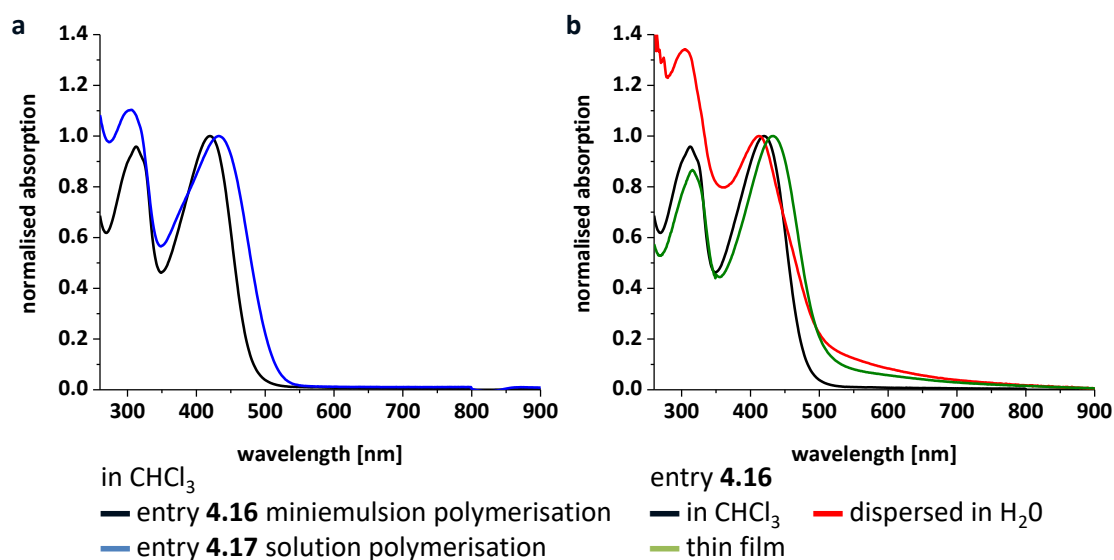 a
1.4
1.2
1.0
0.8
0.6
0.4
0.2
0.0
normalised absorption
300 400 500 600 700 800 900
wavelength [nm]
in CHCl₃
entry 4.16 miniemulsion polymerisation
entry 4.17 solution polymerisation
b
1.4
1.2
1.0
0.8
0.6
0.4
0.2
0.0
normalised absorption
300 400 500 600 700 800 900
wavelength [nm]
entry 4.16
in CHCl₃ dispersed in H₂0
thin film